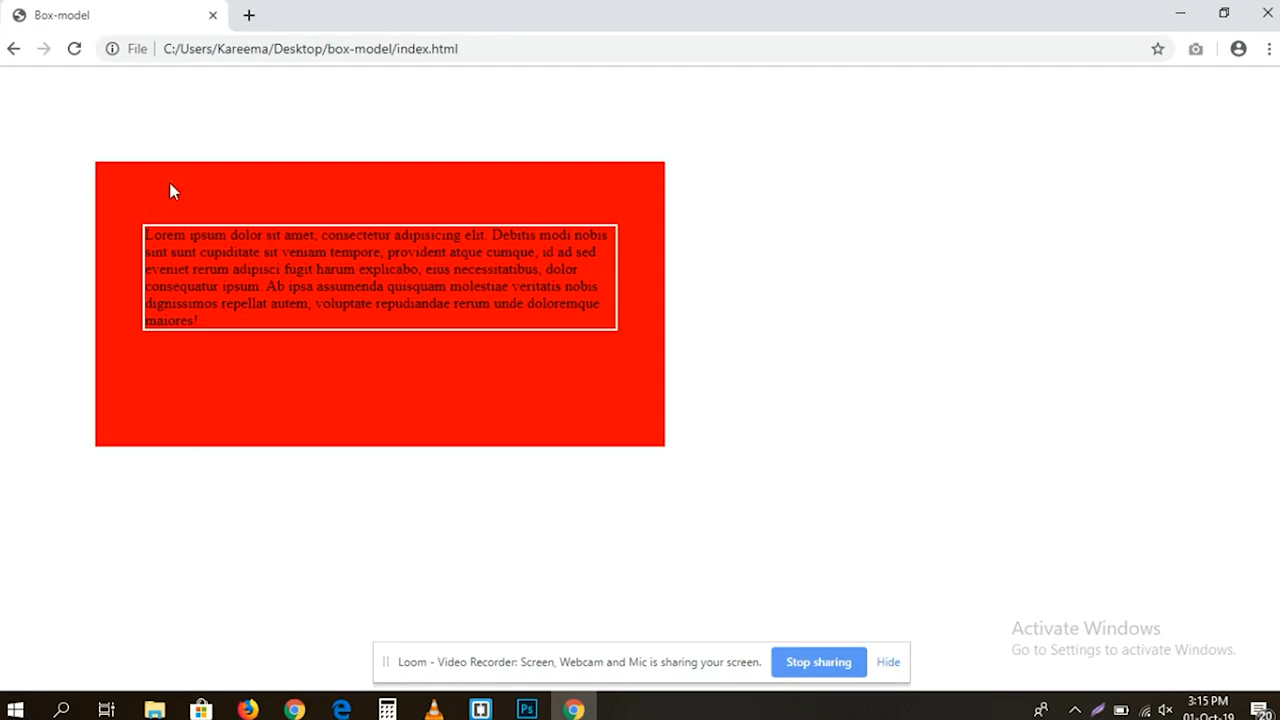 Box-model
File
C:/Users/Kareema/Desktop/box-model/index.html
Lorem ipsum dolor sit amet, consectetur adipisicing elit. Debitis modi nobis
sint sunt cupiditate sit veniam tempore, provident atque cumque, id ad sed
eveniet rerum adipisci fugit harum explicabo, eius necessitatibus, dolor
consequatur ipsum. Ab ipsa assumenda quisquam molestiae veritatis nobis
dignissimos repellat autem, voluptate repudiandae rerum unde doloremque
maiores!
Activate Windows
Go to Settings to activate Windows.
Loom - Video Recorder: Screen, Webcam and Mic is sharing your screen.
Stop sharing
Hide
Ps
3:15 PM
01-Oct-19